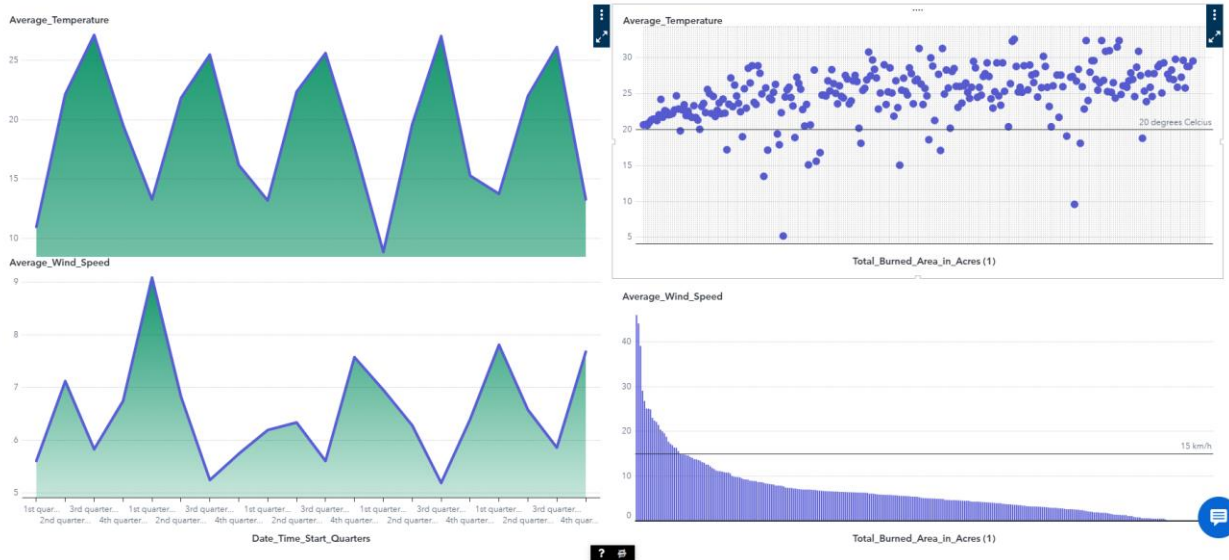 Average_Temperature
25
20
15
10
Average_Wind_Speed
9
8
7
6
5
1st quar... 3rd quarter... 1st quarter... 3rd quarter... 1st quarter... 3rd quarter... 1st quarter... 3rd quarter... 1st quarter... 3rd quarter...
2nd quarter... 4th quarter... 2nd quarter... 4th quarter... 2nd quarter... 4th quarter... 2nd quarter... 4th quarter... 2nd quarter... 4th quar...
Date_Time_Start_Quarters
Average_Temperature
30
25
20 degrees Celcius
20
15
10
5
Total_Burned_Area_in_Acres (1)
Average_Wind_Speed
40
30
20
15 km/h
10
0
Total_Burned_Area_in_Acres (1)
?